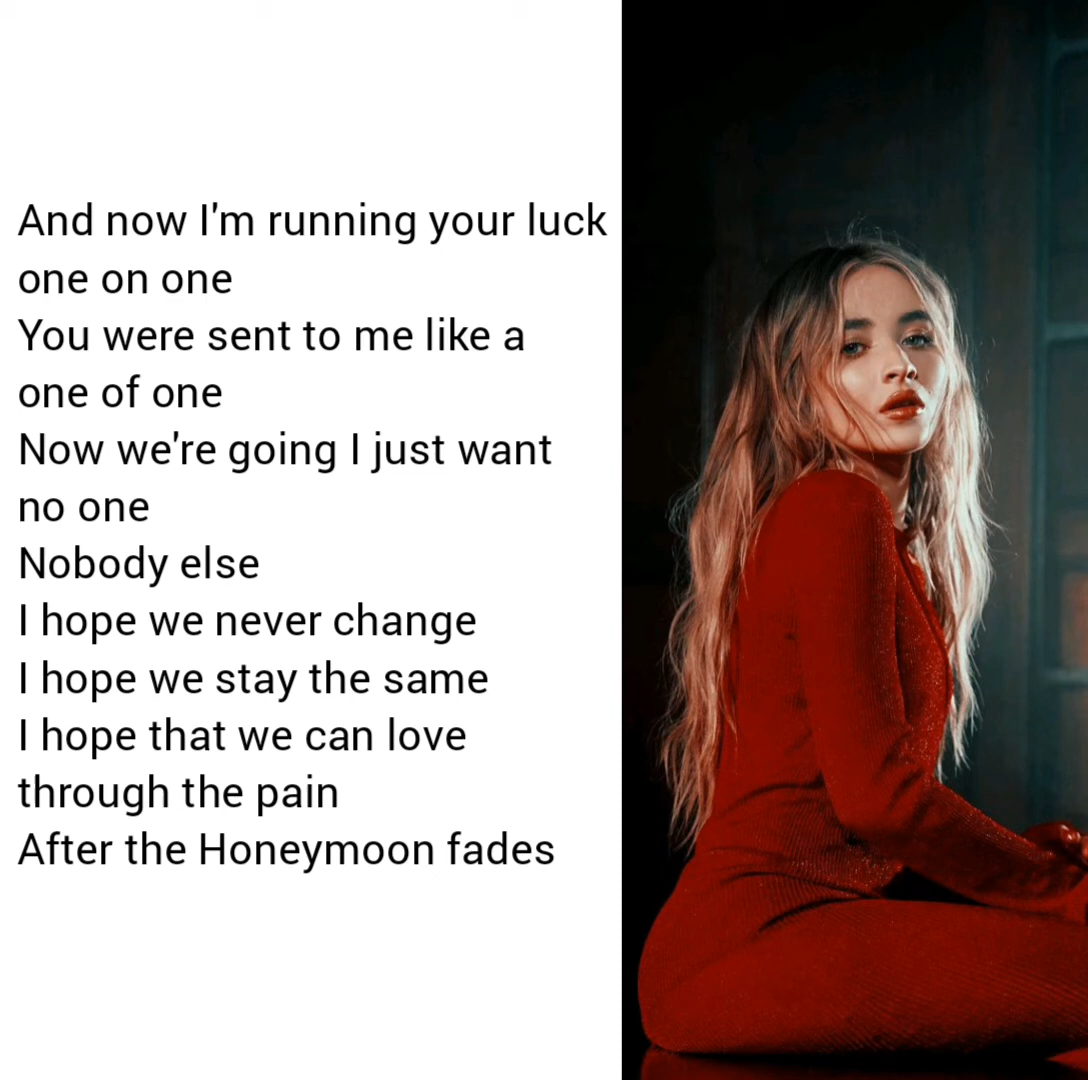 And now I'm running your luck
one on one
You were sent to me like a
one of one
Now we're going I just want
no one
Nobody else
I hope we never change
I hope we stay the same
I hope that we can love
through the pain
After the Honeymoon fades